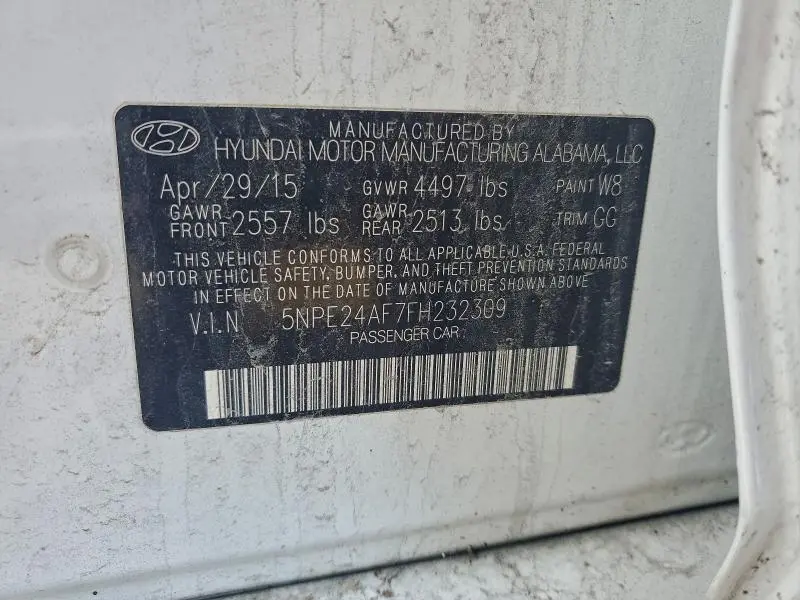 MANUFACTURED BY
HYUNDAI MOTOR MANUFACTURING ALABAMA, LLC
Apr/29/15 GVWR 4497 lbs PAINT W8
GAWR FRONT 2557 lbs GAWR REAR 2513 lbs TRIM GG
THIS VEHICLE CONFORMS TO ALL APPLICABLE U.S.A. FEDERAL
MOTOR VEHICLE SAFETY, BUMPER, AND THEFT PREVENTION STANDARDS
IN EFFECT ON THE DATE OF MANUFACTURE SHOWN ABOVE
V.I.N 5NPE24AF7FH232309
PASSENGER CAR